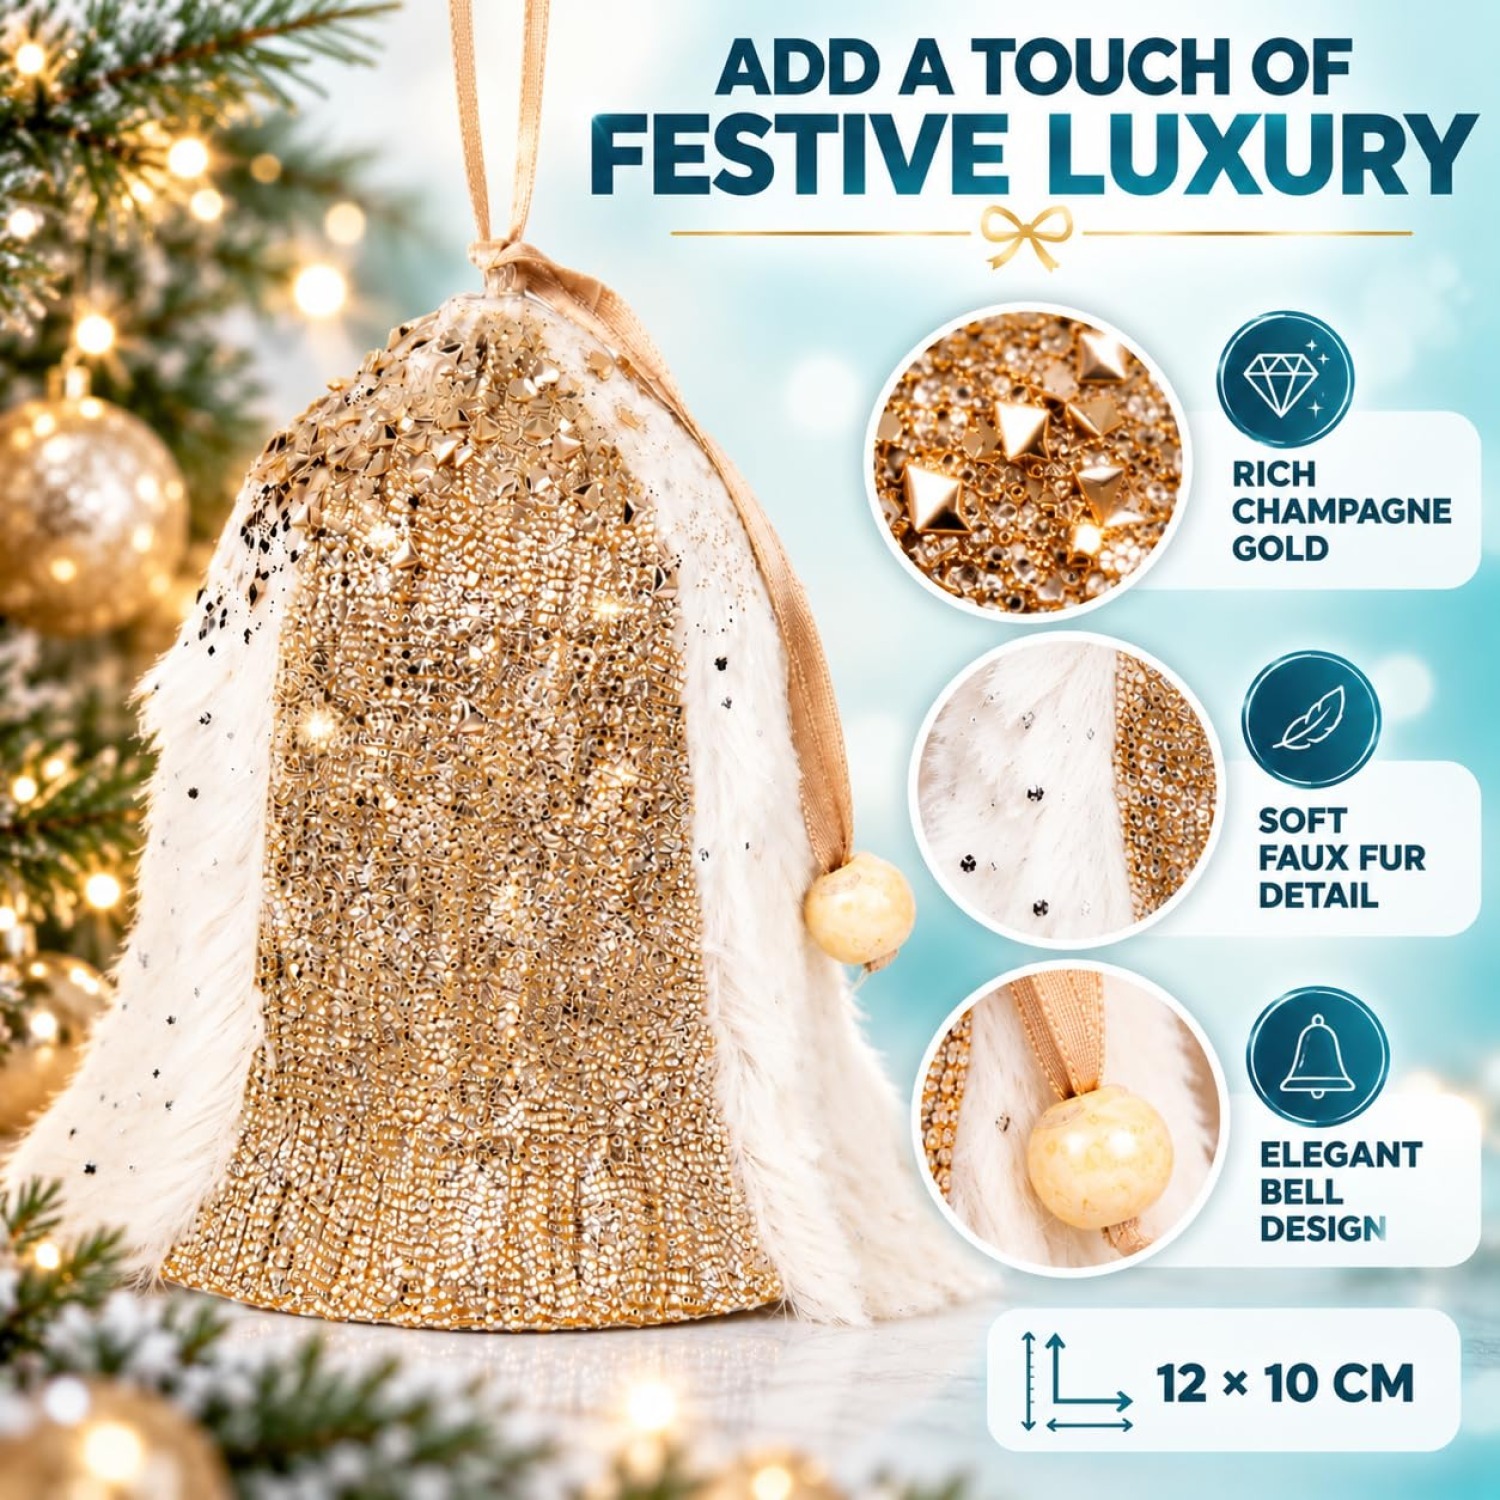 ADD A TOUCH OF
FESTIVE LUXURY
RICH
CHAMPAGNE
GOLD
SOFT
FAUX FUR
DETAIL
ELEGANT
BELL
DESIGN
12 × 10 CM